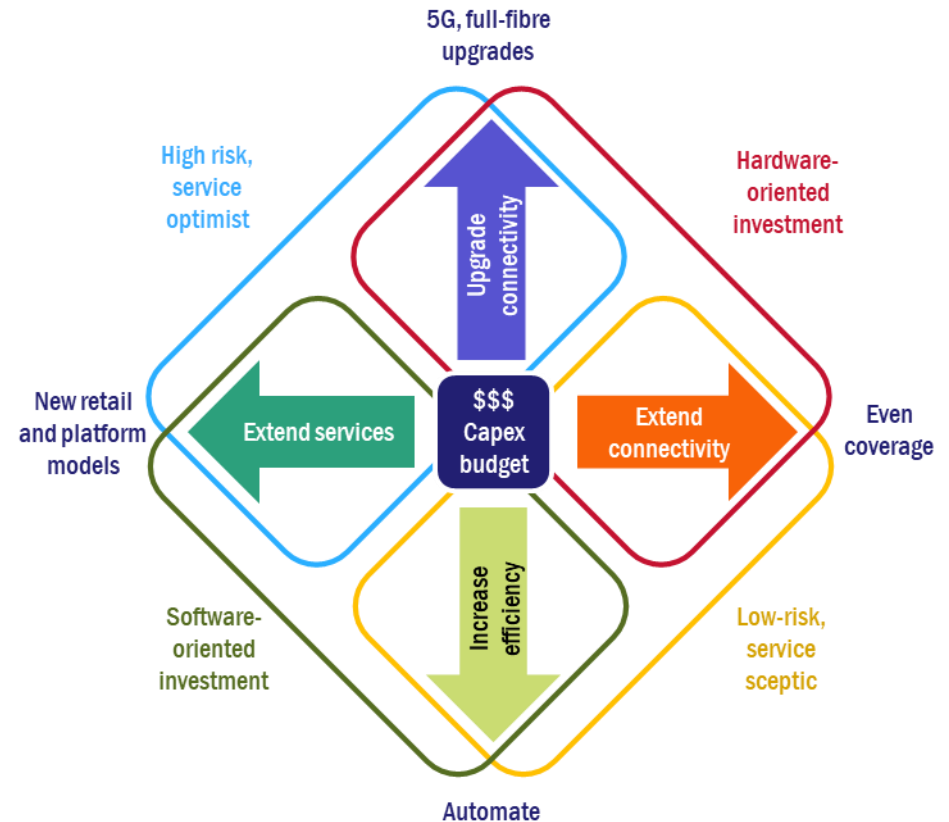 5G, full-fibre
upgrades
High risk,
service
optimist
Hardware-
oriented
investment
Upgrade
connectivity
New retail
and platform
models
Extend services
$$$
Capex
budget
Extend
connectivity
Even
coverage
Increase
efficiency
Software-
oriented
investment
Low-risk,
service
sceptic
Automate